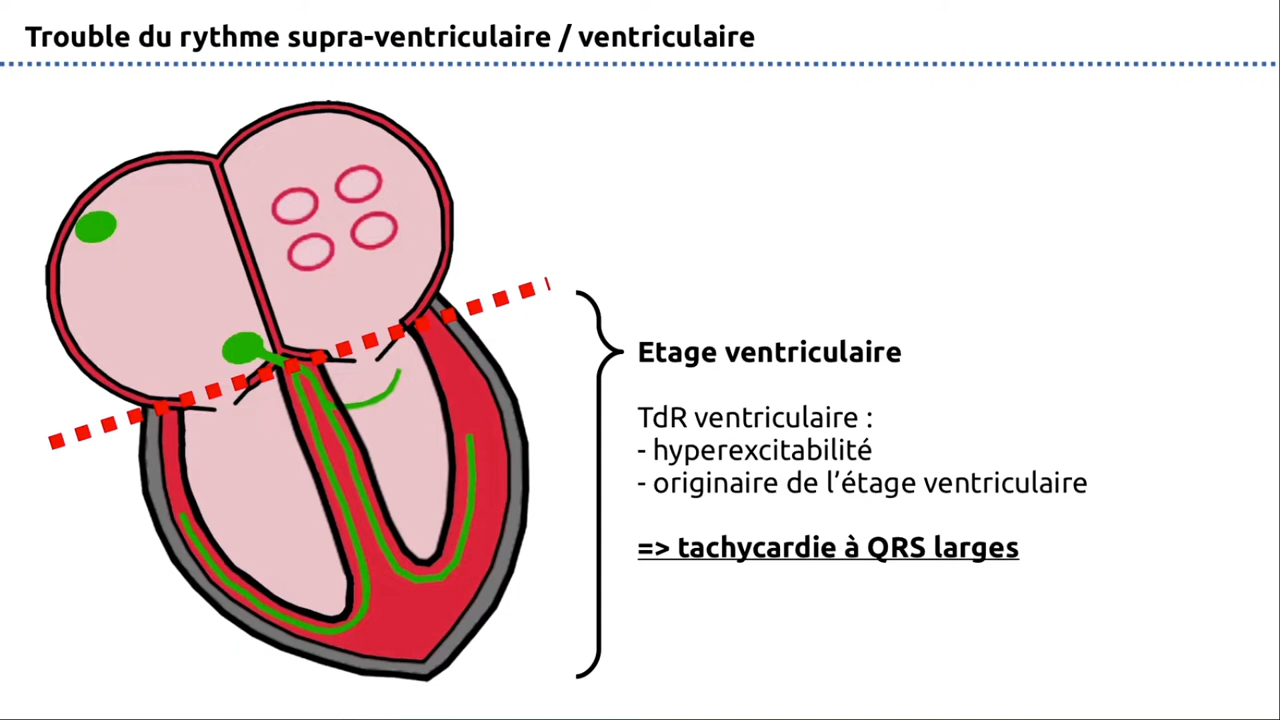 Trouble du rythme supra-ventriculaire / ventriculaire
Etage ventriculaire
TdR ventriculaire :
- hyperexcitabilité
- originaire de l’étage ventriculaire
=> tachycardie à QRS larges